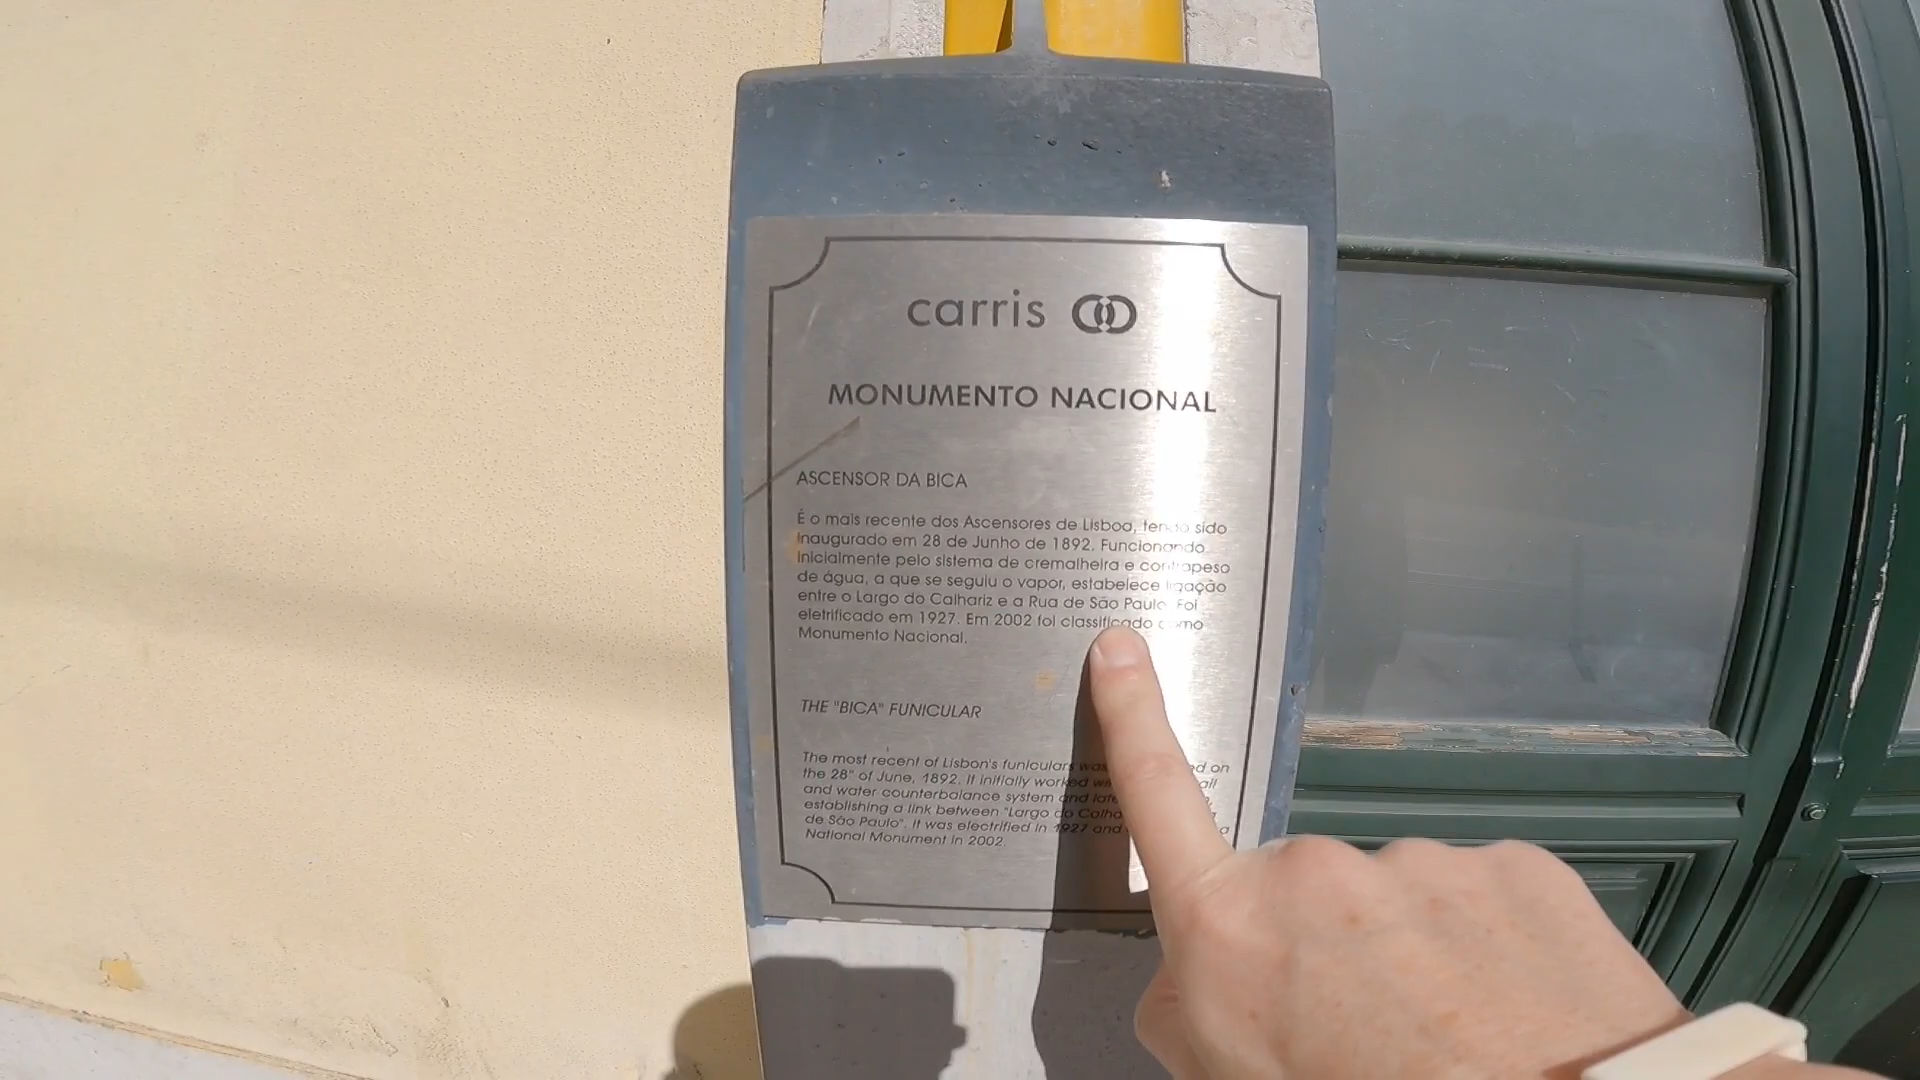 carris
MONUMENTO NACIONAL
ASCENSOR DA BICA
É o mais recente dos Ascensores de Lisboa, tendo sido
inaugurado em 28 de Junho de 1892. Funcionando
inicialmente pelo sistema de cremalheira e contrapeso
de água, a que se seguiu o vapor, estabelece ligação
entre o Largo do Calhariz e a Rua de São Paulo. Foi
eletrificado em 1927. Em 2002 foi classificado como
Monumento Nacional.
THE "BICA" FUNICULAR
The most recent of Lisbon's funiculars was on
the 28" of June, 1892. It initially worked
and water counterbalance system and
establishing a link between "Largo do
de São Paulo". It was electrified in 1927 and a
National Monument in 2002.